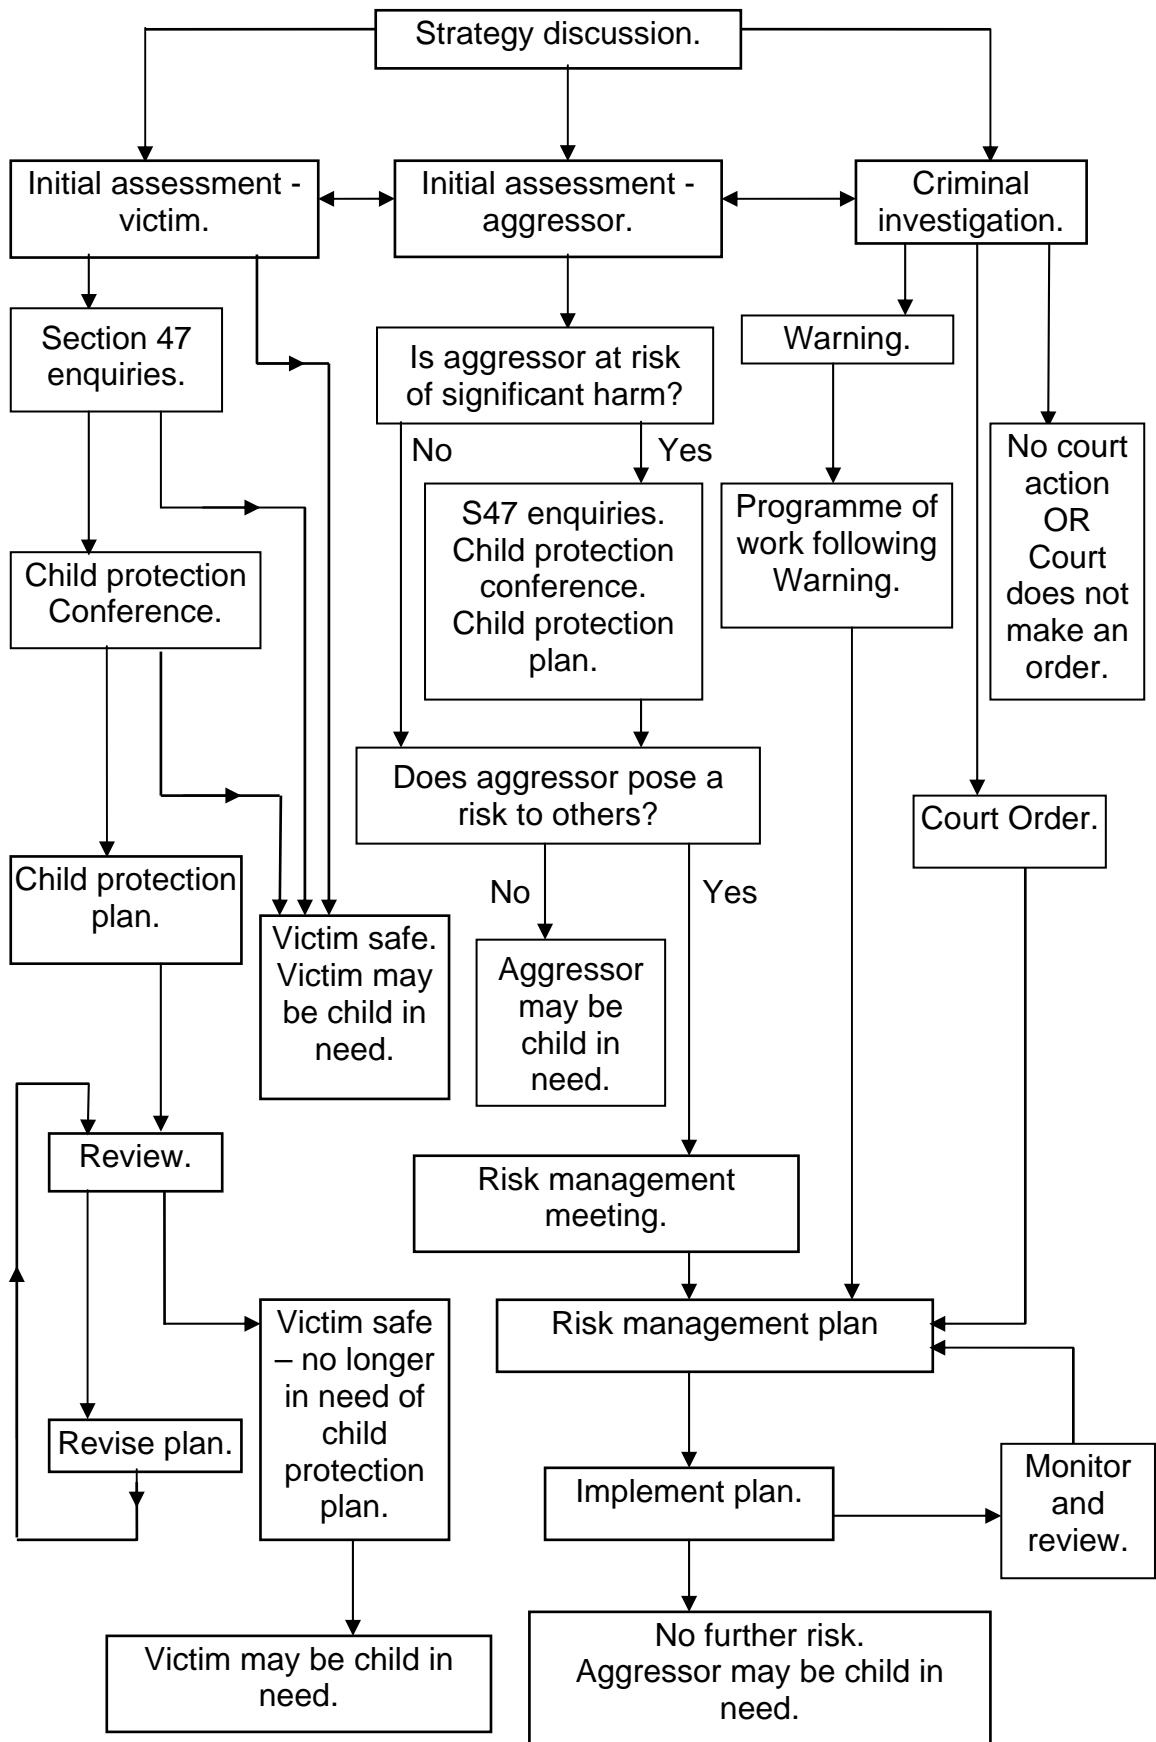 Strategy discussion.
Initial assessment -
victim.
Initial assessment -
aggressor.
Criminal
investigation.
Section 47
enquiries.
Is aggressor at risk
of significant harm?
Warning.
No court
action
OR
Court
does not
make an
order.
No
Yes
S47 enquiries.
Child protection
conference.
Child protection
plan.
Programme of
work following
Warning.
Child protection
Conference.
Does aggressor pose a
risk to others?
Court Order.
Child protection
plan.
No
Yes
Victim safe.
Victim may
be child in
need.
Aggressor
may be
child in
need.
Review.
Risk management
meeting.
Victim safe
– no longer
in need of
child
protection
plan.
Risk management plan
Revise plan.
Implement plan.
Monitor
and
review.
Victim may be child in
need.
No further risk.
Aggressor may be child in
need.